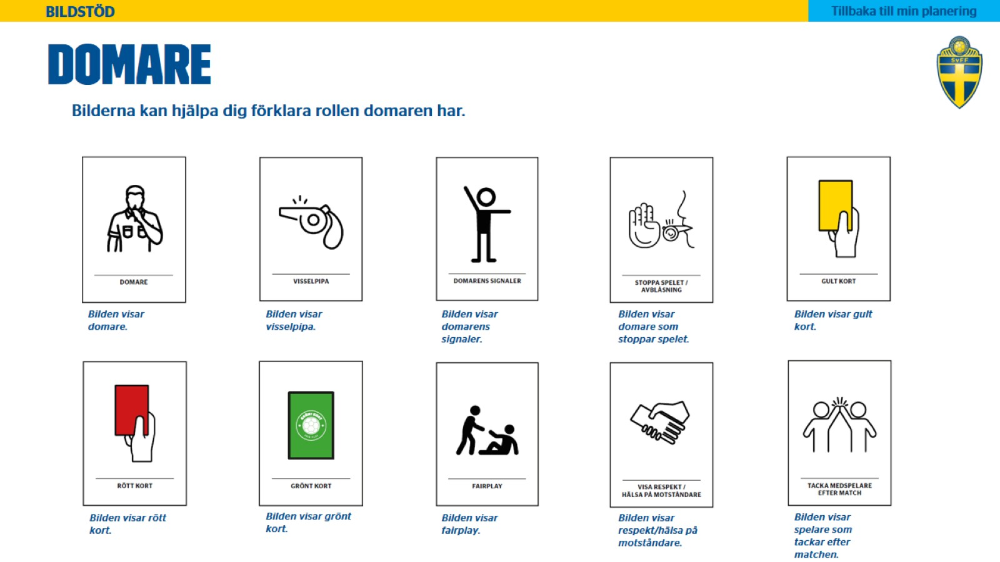 BILDSTÖD
Tillbaka till min planering
DOMARE
SvFF
Bilderna kan hjälpa dig förklara rollen domaren har.
DOMARE
VISSELPIPA
DOMARENS SIGNALER
STOPPA SPELET /
AVBLÅSNING
GULT KORT
Bilden visar
domare.
Bilden visar
visselpipa.
Bilden visar
domarens
signaler.
Bilden visar
domare som
stoppar spelet.
Bilden visar gult
kort.
RÖTT KORT
GRÖNT KORT
GRÖNT KORT
FAIRPLAY
VISA RESPEKT /
HÄLSA PÅ MOTSTÅNDARE
TACKA MEDSPELARE
EFTER MATCH
Bilden visar rött
kort.
Bilden visar grönt
kort.
Bilden visar
fairplay.
Bilden visar
respekt/hälsa på
motståndare.
Bilden visar
spelare som
tackar efter
matchen.